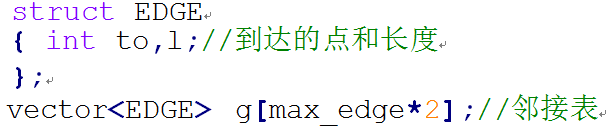 struct EDGE
{ int to,l;//到达的点和长度
};
vector<EDGE> g[max_edge*2];//邻接表